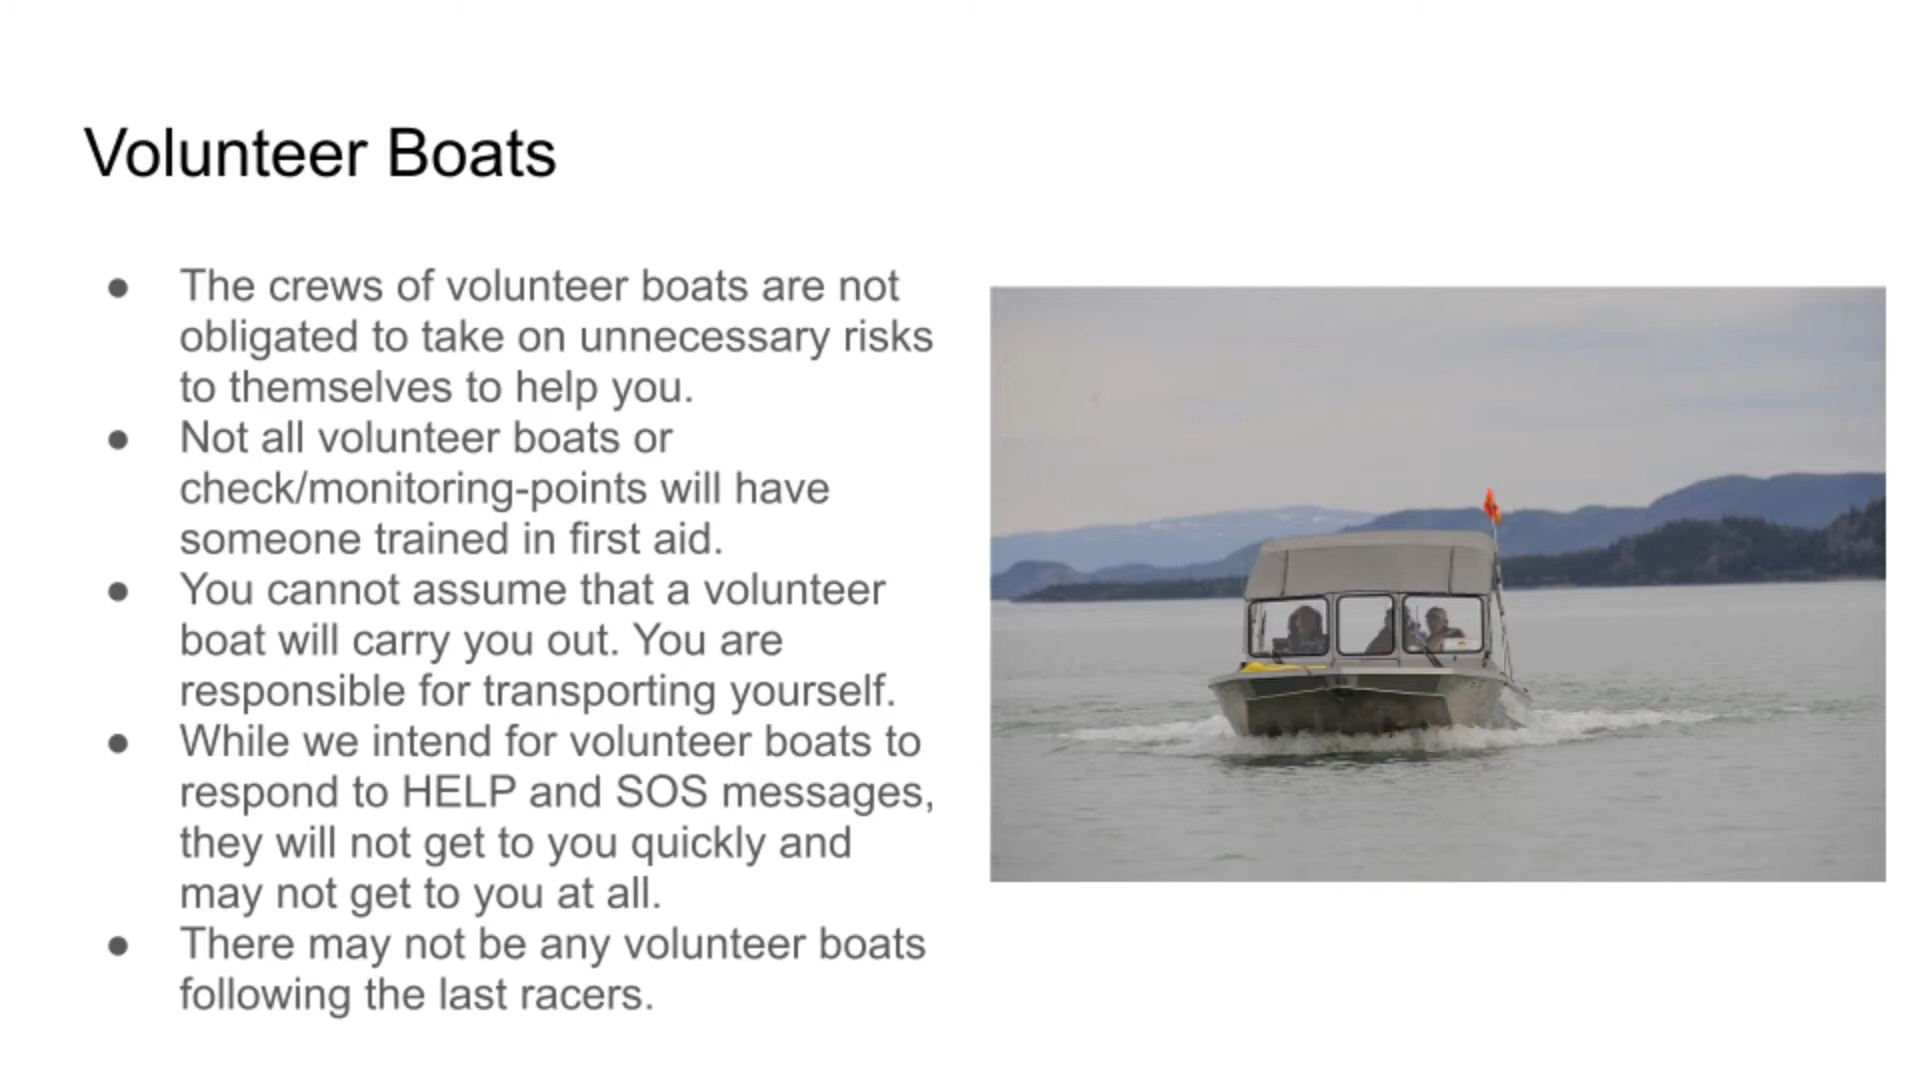 Volunteer Boats
● The crews of volunteer boats are not
obligated to take on unnecessary risks
to themselves to help you.
● Not all volunteer boats or
check/monitoring-points will have
someone trained in first aid.
● You cannot assume that a volunteer
boat will carry you out. You are
responsible for transporting yourself.
● While we intend for volunteer boats to
respond to HELP and SOS messages,
they will not get to you quickly and
may not get to you at all.
● There may not be any volunteer boats
following the last racers.